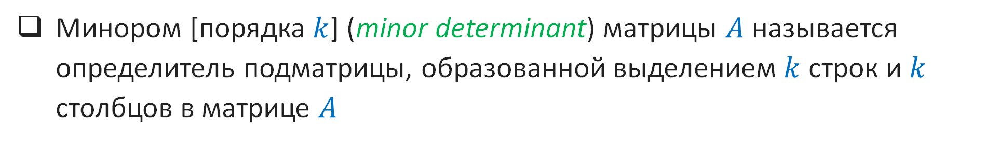 ❑ Минором [порядка k] (minor determinant) матрицы A называется
определитель подматрицы, образованной выделением k строк и k
столбцов в матрице A